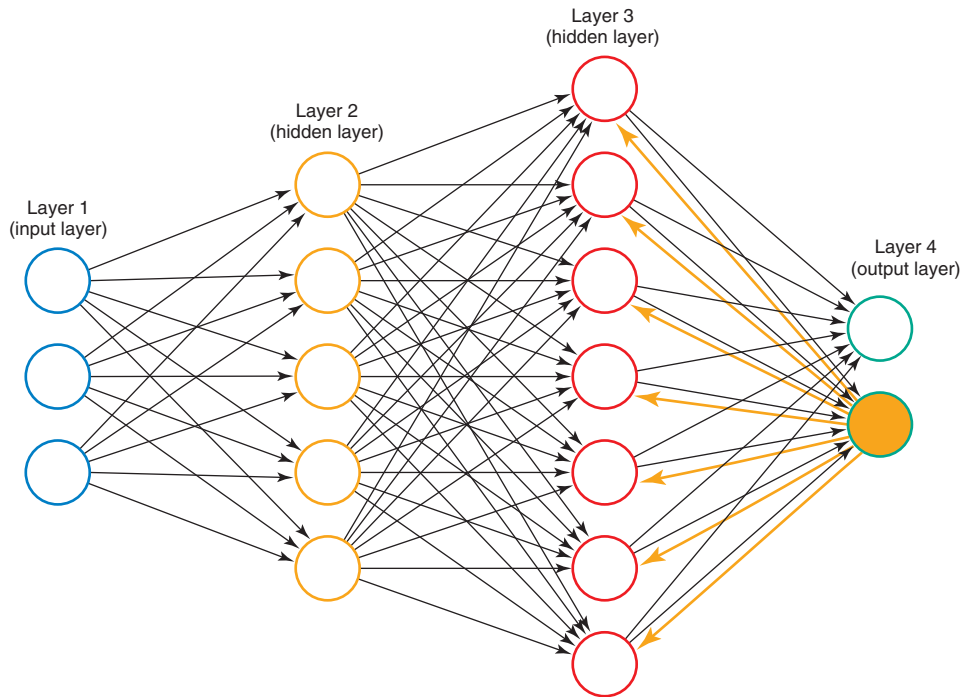 Layer 1
(input layer)
Layer 2
(hidden layer)
Layer 3
(hidden layer)
Layer 4
(output layer)